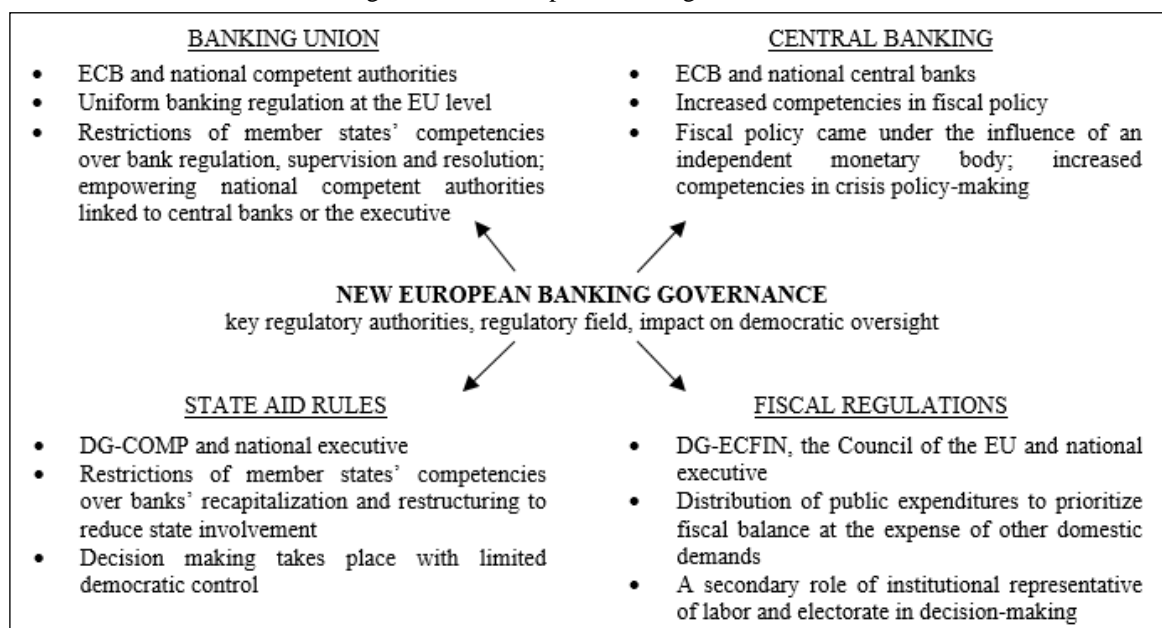 BANKING UNION
• ECB and national competent authorities
• Uniform banking regulation at the EU level
• Restrictions of member states’ competencies
over bank regulation, supervision and resolution;
empowering national competent authorities
linked to central banks or the executive
CENTRAL BANKING
• ECB and national central banks
• Increased competencies in fiscal policy
• Fiscal policy came under the influence of an
independent monetary body; increased
competencies in crisis policy-making
NEW EUROPEAN BANKING GOVERNANCE
key regulatory authorities, regulatory field, impact on democratic oversight
STATE AID RULES
• DG-COMP and national executive
• Restrictions of member states’ competencies
over banks’ recapitalization and restructuring to
reduce state involvement
• Decision making takes place with limited
democratic control
FISCAL REGULATIONS
• DG-ECFIN, the Council of the EU and national
executive
• Distribution of public expenditures to prioritize
fiscal balance at the expense of other domestic
demands
• A secondary role of institutional representative
of labor and electorate in decision-making